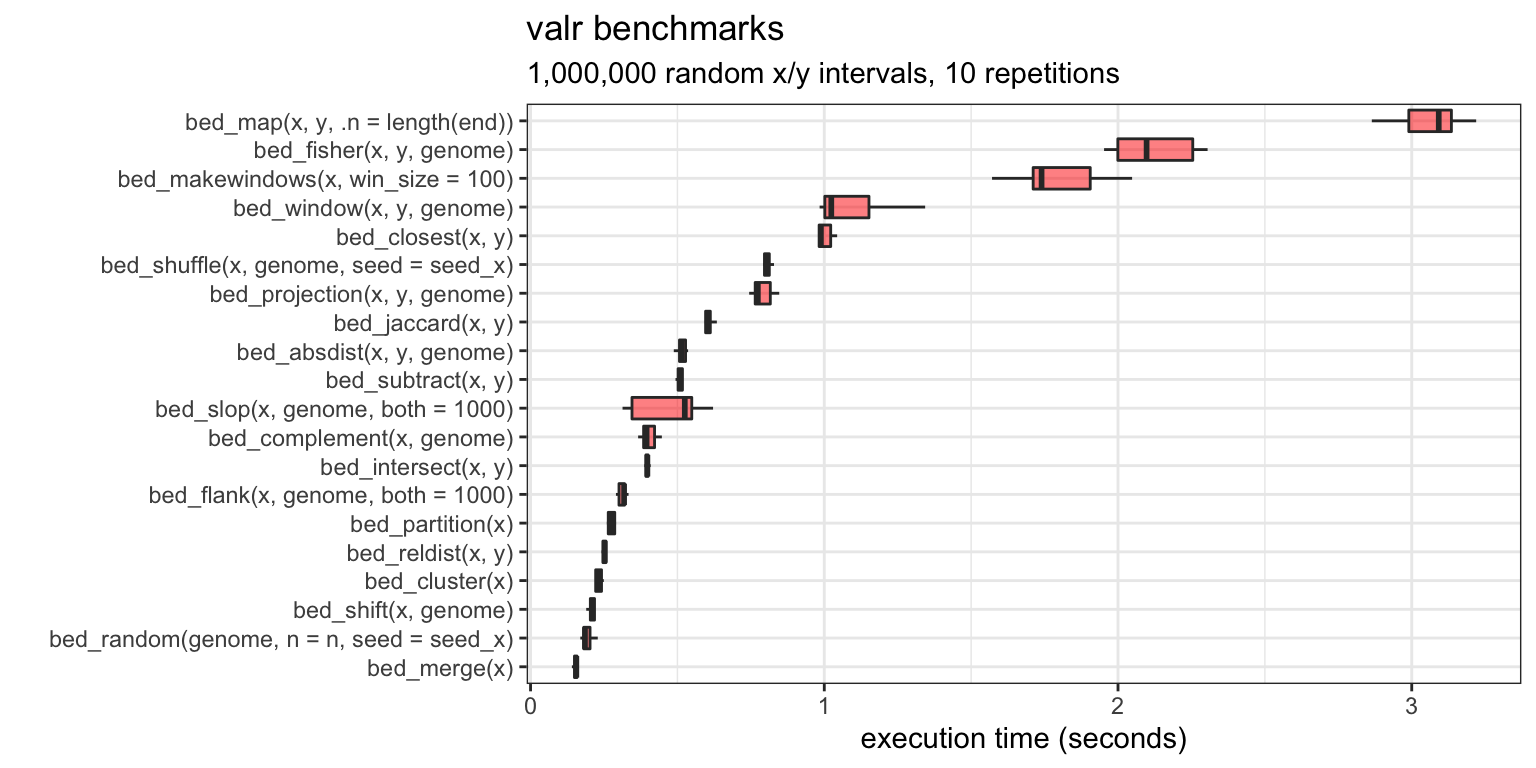 valr benchmarks
1,000,000 random x/y intervals, 10 repetitions
bed_map(x, y, .n = length(end))
bed_fisher(x, y, genome)
bed_makewindows(x, win_size = 100)
bed_window(x, y, genome)
bed_closest(x, y)
bed_shuffle(x, genome, seed = seed_x)
bed_projection(x, y, genome)
bed_jaccard(x, y)
bed_absdist(x, y, genome)
bed_subtract(x, y)
bed_slop(x, genome, both = 1000)
bed_complement(x, genome)
bed_intersect(x, y)
bed_flank(x, genome, both = 1000)
bed_partition(x)
bed_reldist(x, y)
bed_cluster(x)
bed_shift(x, genome)
bed_random(genome, n = n, seed = seed_x)
bed_merge(x)
0 1 2 3
execution time (seconds)